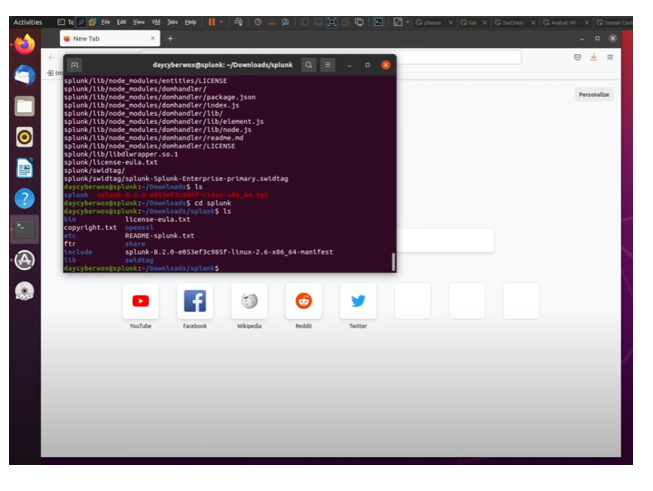 Activities
File Edit View VM Tabs Help
pfsense × Kali × SecOnion × Analyst VM × Domain Contr
New Tab × +
Personalize
daycyberwox@splunk: ~/Downloads/splunk
splunk/lib/node_modules/entities/LICENSE
splunk/lib/node_modules/domhandler/
splunk/lib/node_modules/domhandler/package.json
splunk/lib/node_modules/domhandler/index.js
splunk/lib/node_modules/domhandler/lib/
splunk/lib/node_modules/domhandler/lib/element.js
splunk/lib/node_modules/domhandler/lib/node.js
splunk/lib/node_modules/domhandler/readme.md
splunk/lib/node_modules/domhandler/LICENSE
splunk/lib/libdlwrapper.so.1
splunk/license-eula.txt
splunk/swidtag/
splunk/swidtag/splunk-Splunk-Enterprise-primary.swidtag
daycyberwox@splunk:~/Downloads$ ls
splunk splunk-8.2.0-e053ef3c985f-Linux-x86_64.tgz
daycyberwox@splunk:~/Downloads$ cd splunk
daycyberwox@splunk:~/Downloads/splunk$ ls
bin license-eula.txt
copyright.txt openssl
etc README-splunk.txt
ftr share
include splunk-8.2.0-e053ef3c985f-linux-2.6-x86_64-manifest
lib swidtag
daycyberwox@splunk:~/Downloads/splunk$
YouTube Facebook Wikipedia Reddit Twitter